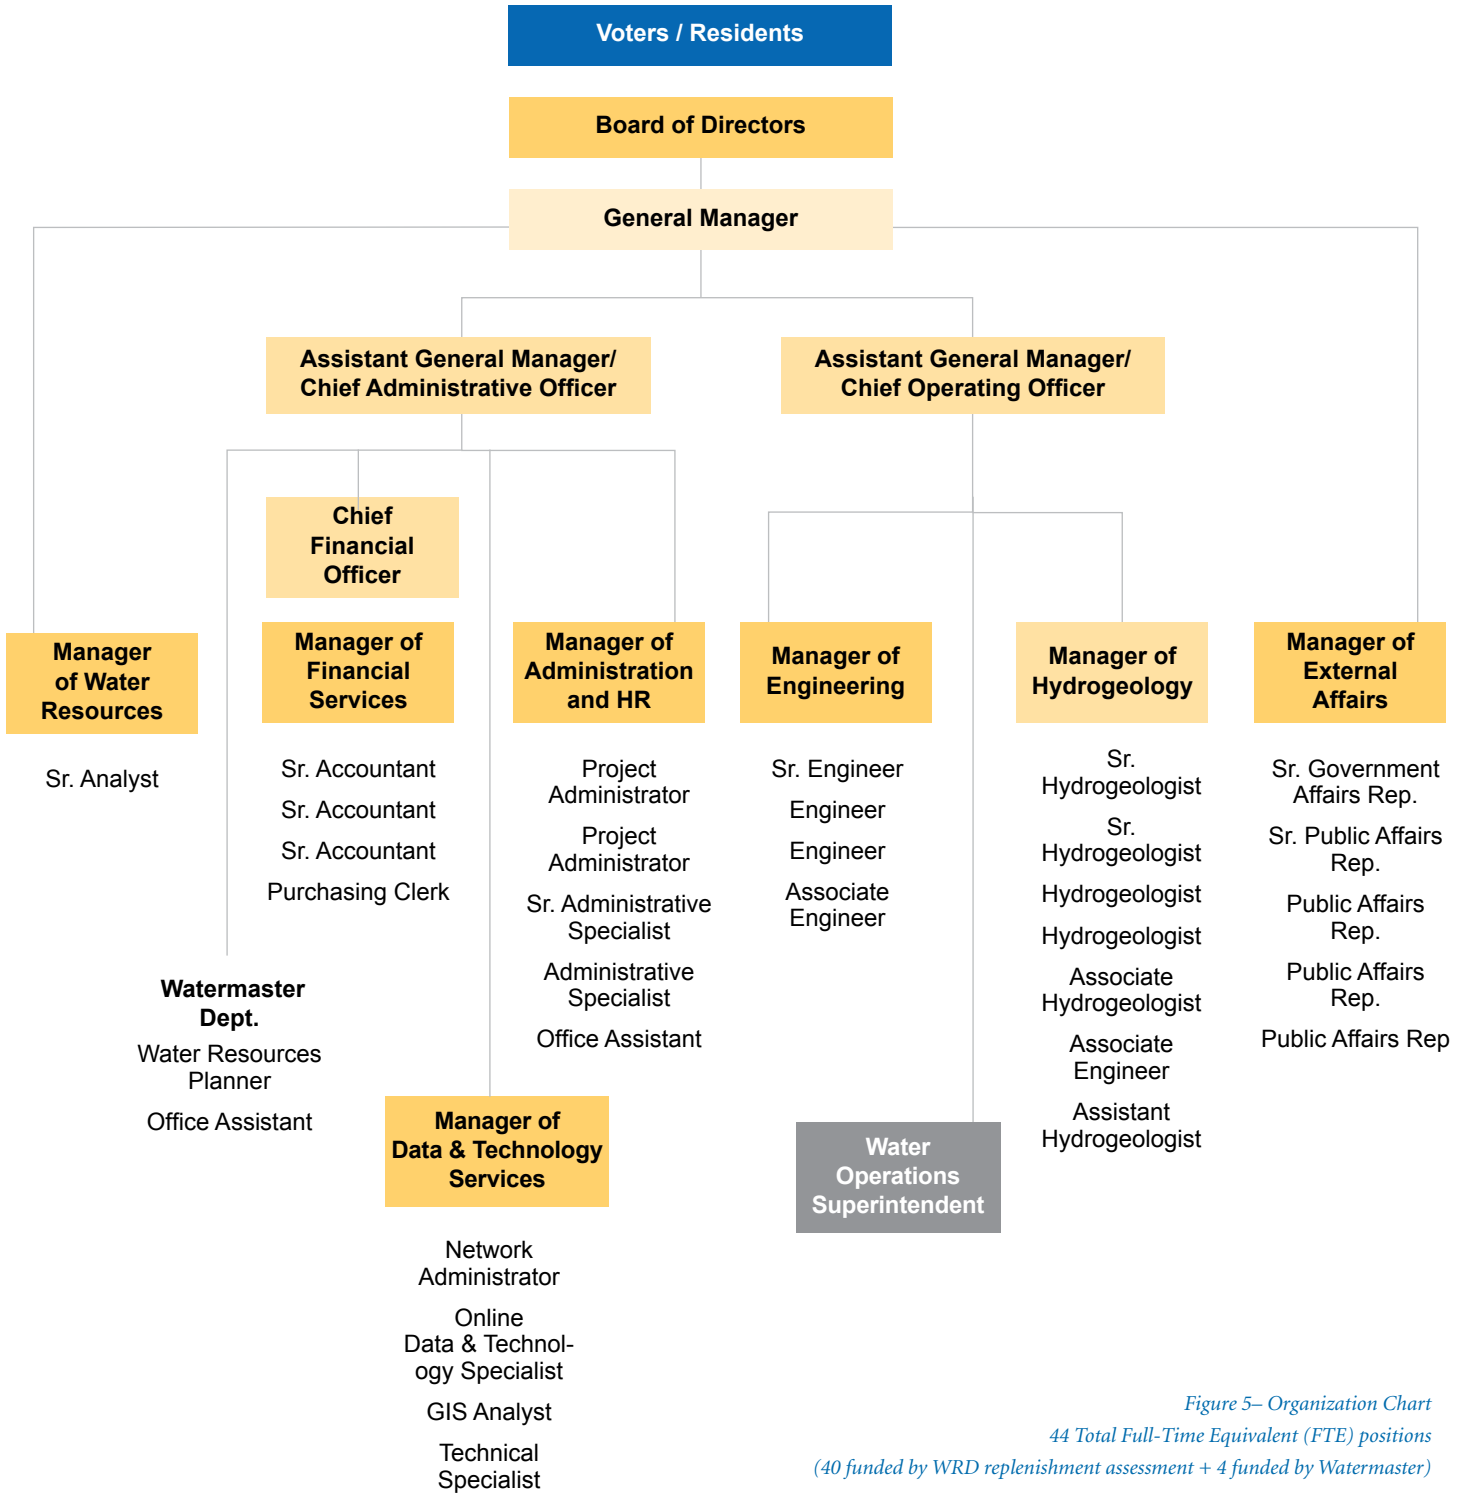 Voters / Residents
Board of Directors
General Manager
Assistant General Manager/
Chief Administrative Officer
Assistant General Manager/
Chief Operating Officer
Chief
Financial
Officer
Manager
of Water
Resources
Sr. Analyst
Manager of
Financial
Services
Sr. Accountant
Sr. Accountant
Sr. Accountant
Purchasing Clerk
Manager of
Administration
and HR
Project
Administrator
Project
Administrator
Sr. Administrative
Specialist
Administrative
Specialist
Office Assistant
Manager of
Engineering
Sr. Engineer
Engineer
Engineer
Associate
Engineer
Manager of
Hydrogeology
Sr.
Hydrogeologist
Sr.
Hydrogeologist
Hydrogeologist
Hydrogeologist
Associate
Hydrogeologist
Associate
Engineer
Assistant
Hydrogeologist
Manager of
External
Affairs
Sr. Government
Affairs Rep.
Sr. Public Affairs
Rep.
Public Affairs
Rep.
Public Affairs
Rep.
Public Affairs Rep
Watermaster
Dept.
Water Resources
Planner
Office Assistant
Manager of
Data & Technology
Services
Network
Administrator
Online
Data & Technol-
ogy Specialist
GIS Analyst
Technical
Specialist
Water
Operations
Superintendent
Figure 5– Organization Chart
44 Total Full-Time Equivalent (FTE) positions
(40 funded by WRD replenishment assessment + 4 funded by Watermaster)